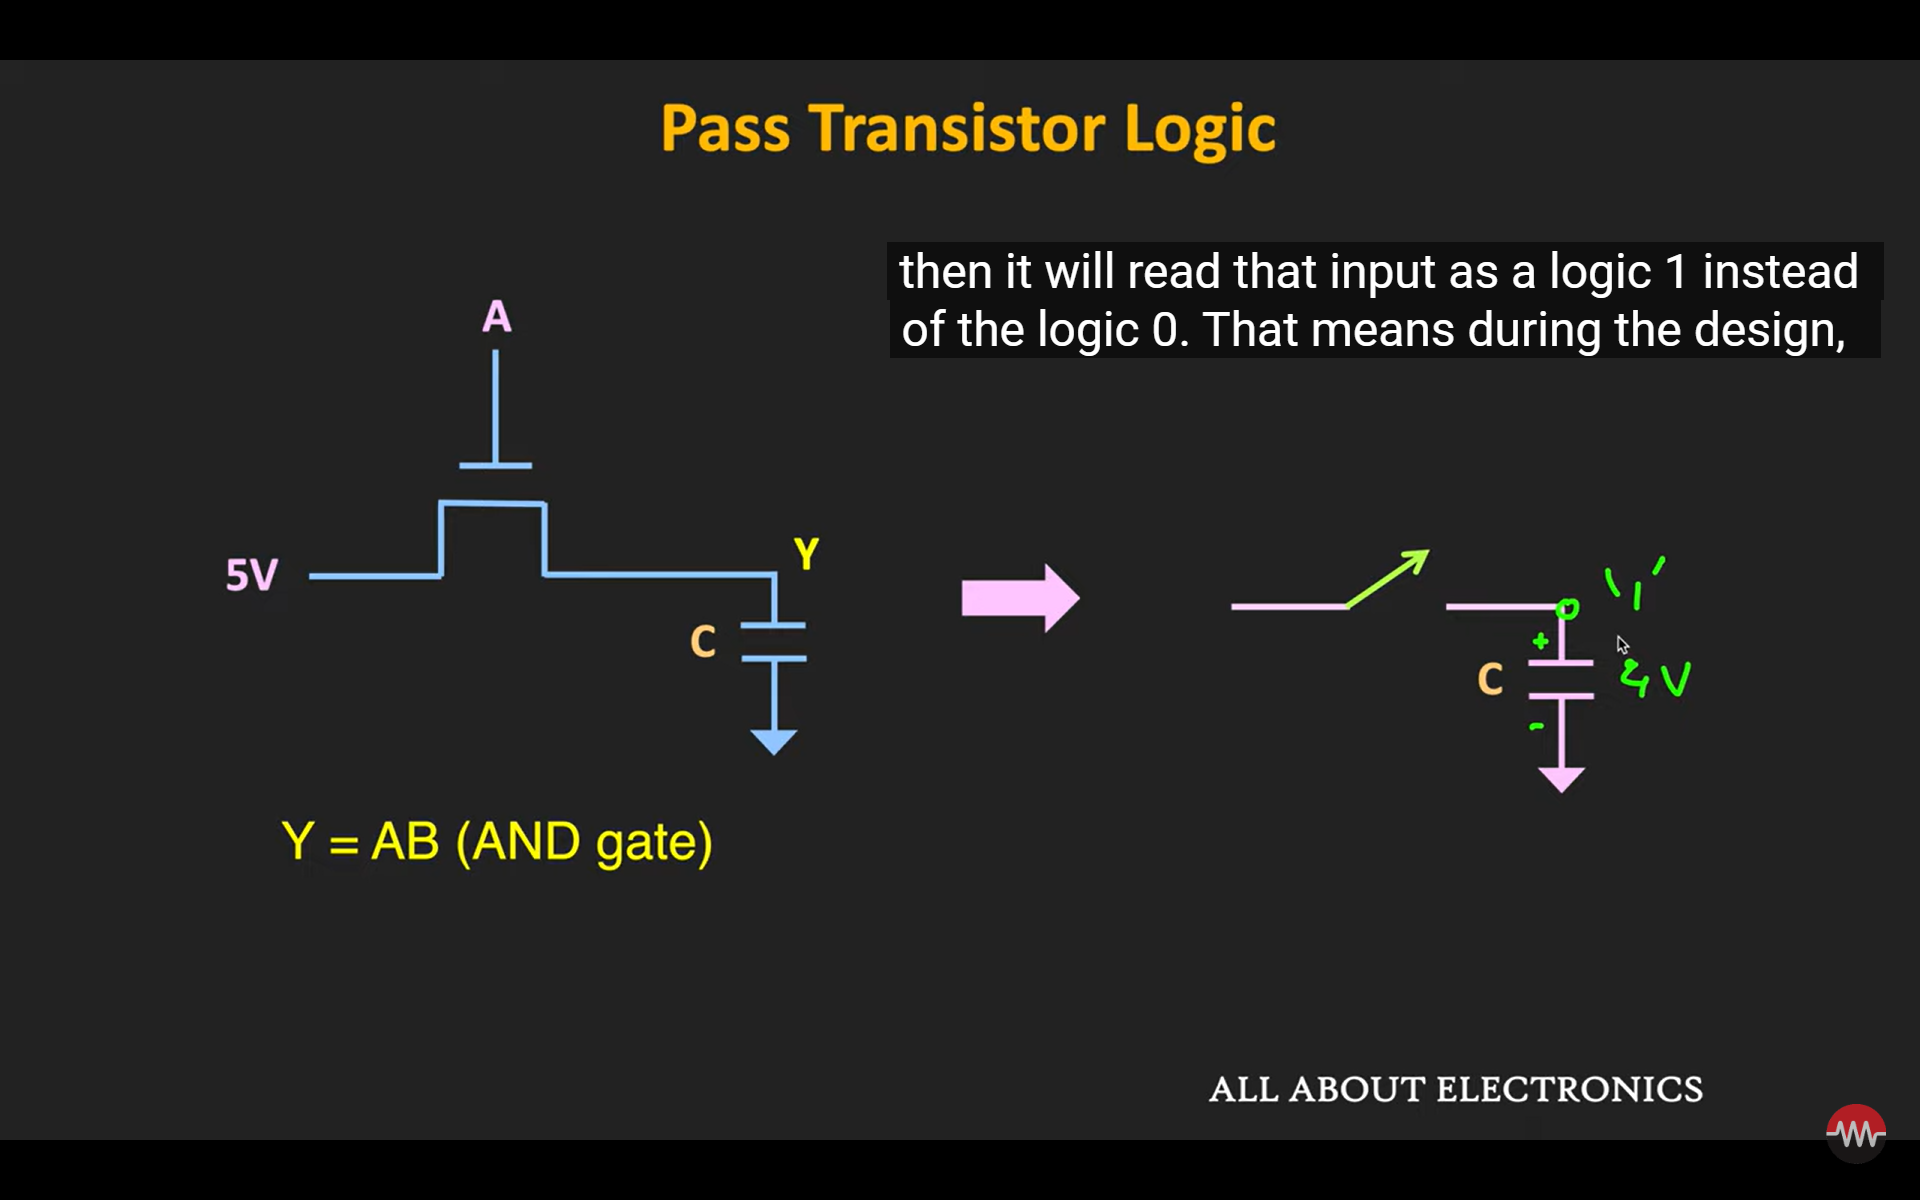 Pass Transistor Logic
then it will read that input as a logic 1 instead
of the logic 0. That means during the design,
A
5V
Y
C
'1'
+
C
4V
-
Y = AB (AND gate)
ALL ABOUT ELECTRONICS